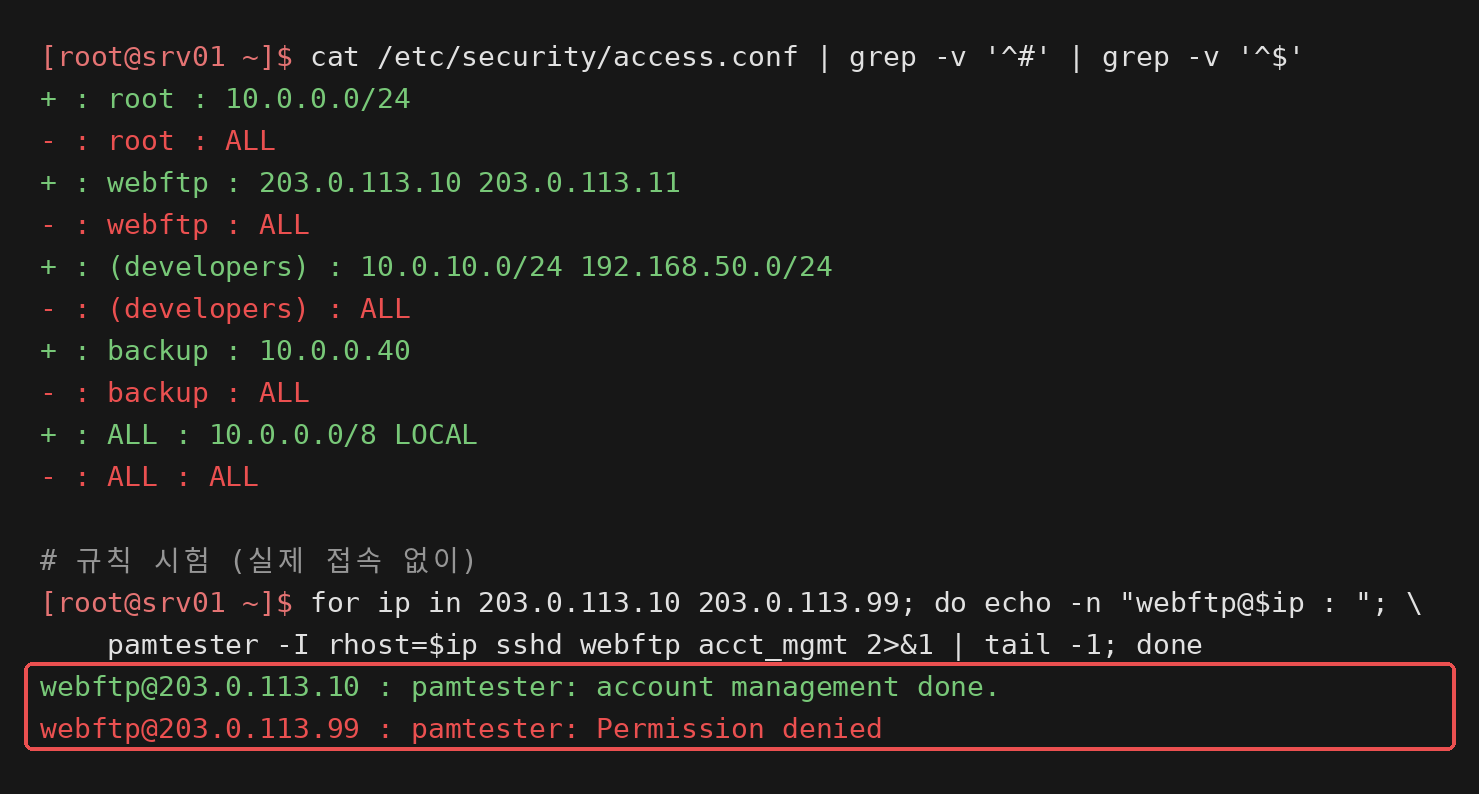 [root@srv01 ~]$ cat /etc/security/access.conf | grep -v '^#' | grep -v '^$'
+ : root : 10.0.0.0/24
- : root : ALL
+ : webftp : 203.0.113.10 203.0.113.11
- : webftp : ALL
+ : (developers) : 10.0.10.0/24 192.168.50.0/24
- : (developers) : ALL
+ : backup : 10.0.0.40
- : backup : ALL
+ : ALL : 10.0.0.0/8 LOCAL
- : ALL : ALL
# 규칙 시험 (실제 접속 없이)
[root@srv01 ~]$ for ip in 203.0.113.10 203.0.113.99; do echo -n "webftp@$ip : "; \
    pamtester -I rhost=$ip sshd webftp acct_mgmt 2>&1 | tail -1; done
webftp@203.0.113.10 : pamtester: account management done.
webftp@203.0.113.99 : pamtester: Permission denied